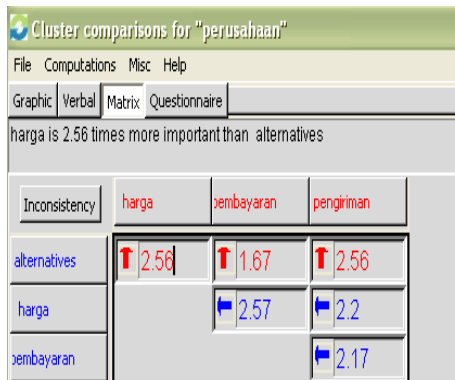 Cluster comparisons for "perusahaan"
File Computations Misc Help
Graphic Verbal Matrix Questionnaire
harga is 2.56 times more important than alternatives
Inconsistency harga pembayaran pengiriman
alternatives 2.56 1.67 2.56
harga 2.57 2.2
pembayaran 2.17